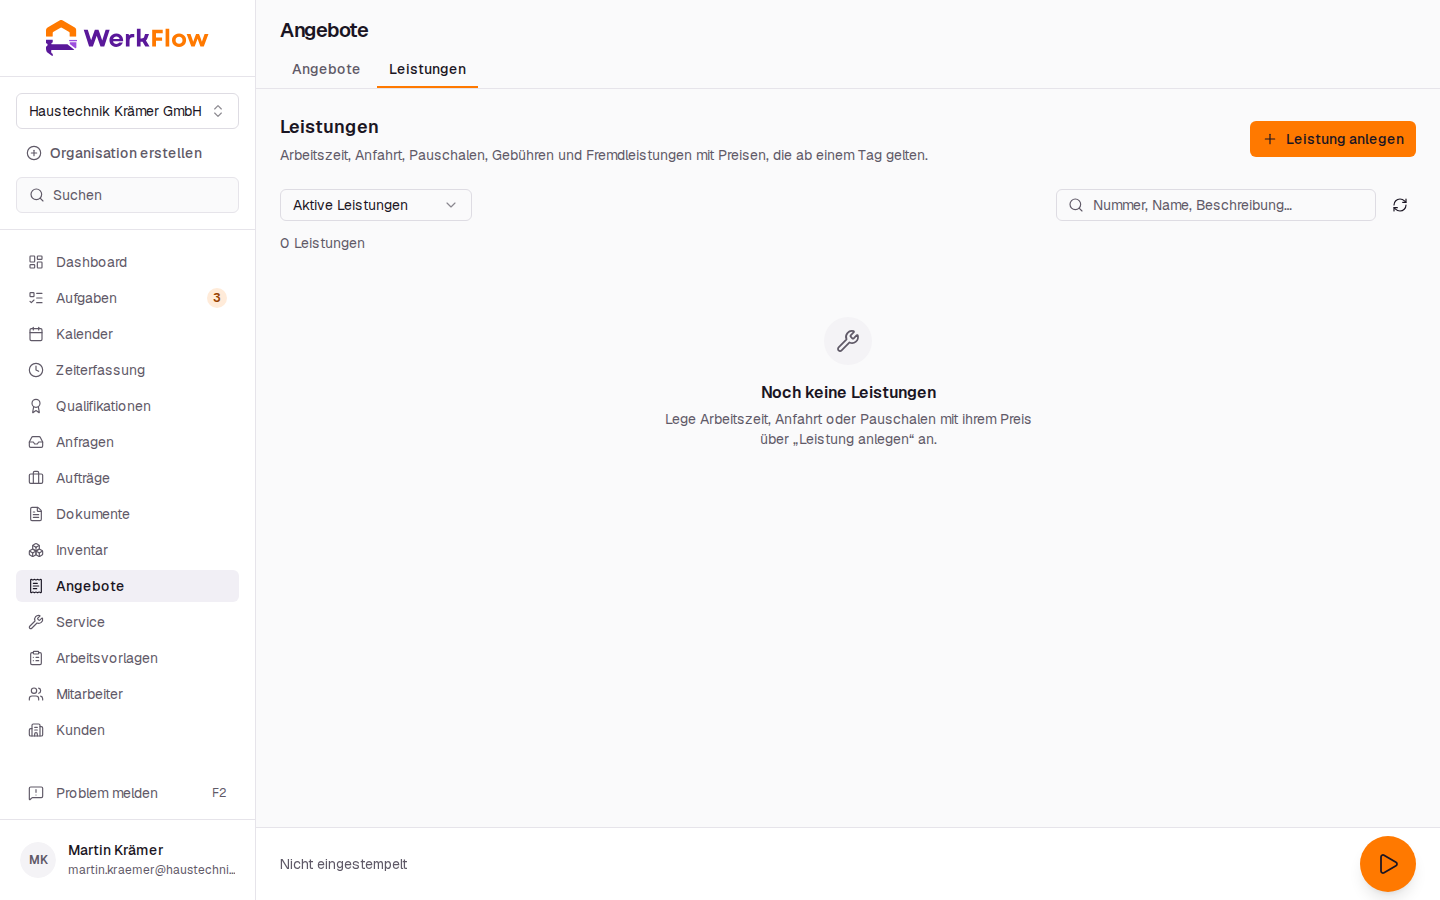 WerkFlow
Haustechnik Krämer GmbH
Organisation erstellen
Suchen
Dashboard
Aufgaben 3
Kalender
Zeiterfassung
Qualifikationen
Anfragen
Aufträge
Dokumente
Inventar
Angebote
Service
Arbeitsvorlagen
Mitarbeiter
Kunden
Problem melden F2
MK
Martin Krämer
martin.kraemer@haustechni...
Angebote
Angebote Leistungen
Leistungen
Arbeitszeit, Anfahrt, Pauschalen, Gebühren und Fremdleistungen mit Preisen, die ab einem Tag gelten.
Leistung anlegen
Aktive Leistungen
Nummer, Name, Beschreibung...
0 Leistungen
Noch keine Leistungen
Lege Arbeitszeit, Anfahrt oder Pauschalen mit ihrem Preis
über „Leistung anlegen“ an.
Nicht eingestempelt